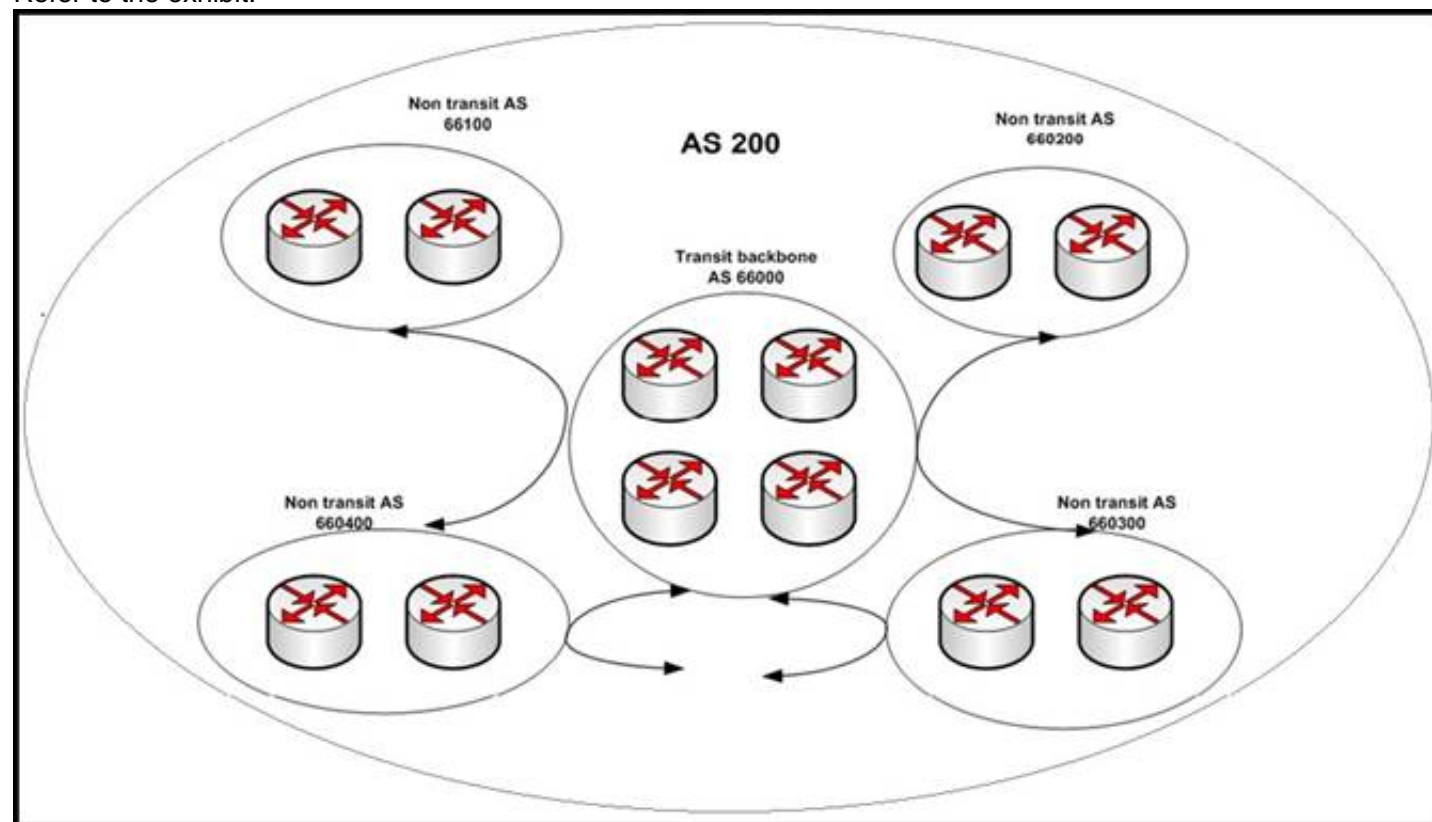 Refer to the exhibit.
Non transit AS
66100
AS 200
Non transit AS
660200
Transit backbone
AS 66000
Non transit AS
660400
Non transit AS
660300